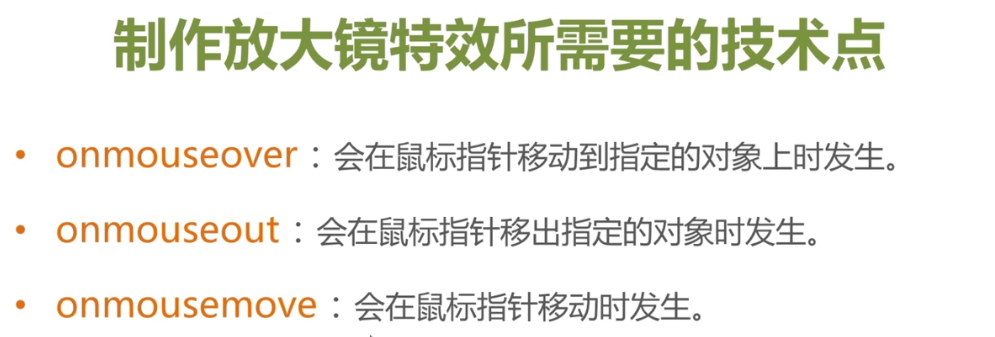 制作放大镜特效所需要的技术点
• onmouseover：会在鼠标指针移动到指定的对象上时发生。
• onmouseout：会在鼠标指针移出指定的对象时发生。
• onmousemove：会在鼠标指针移动时发生。